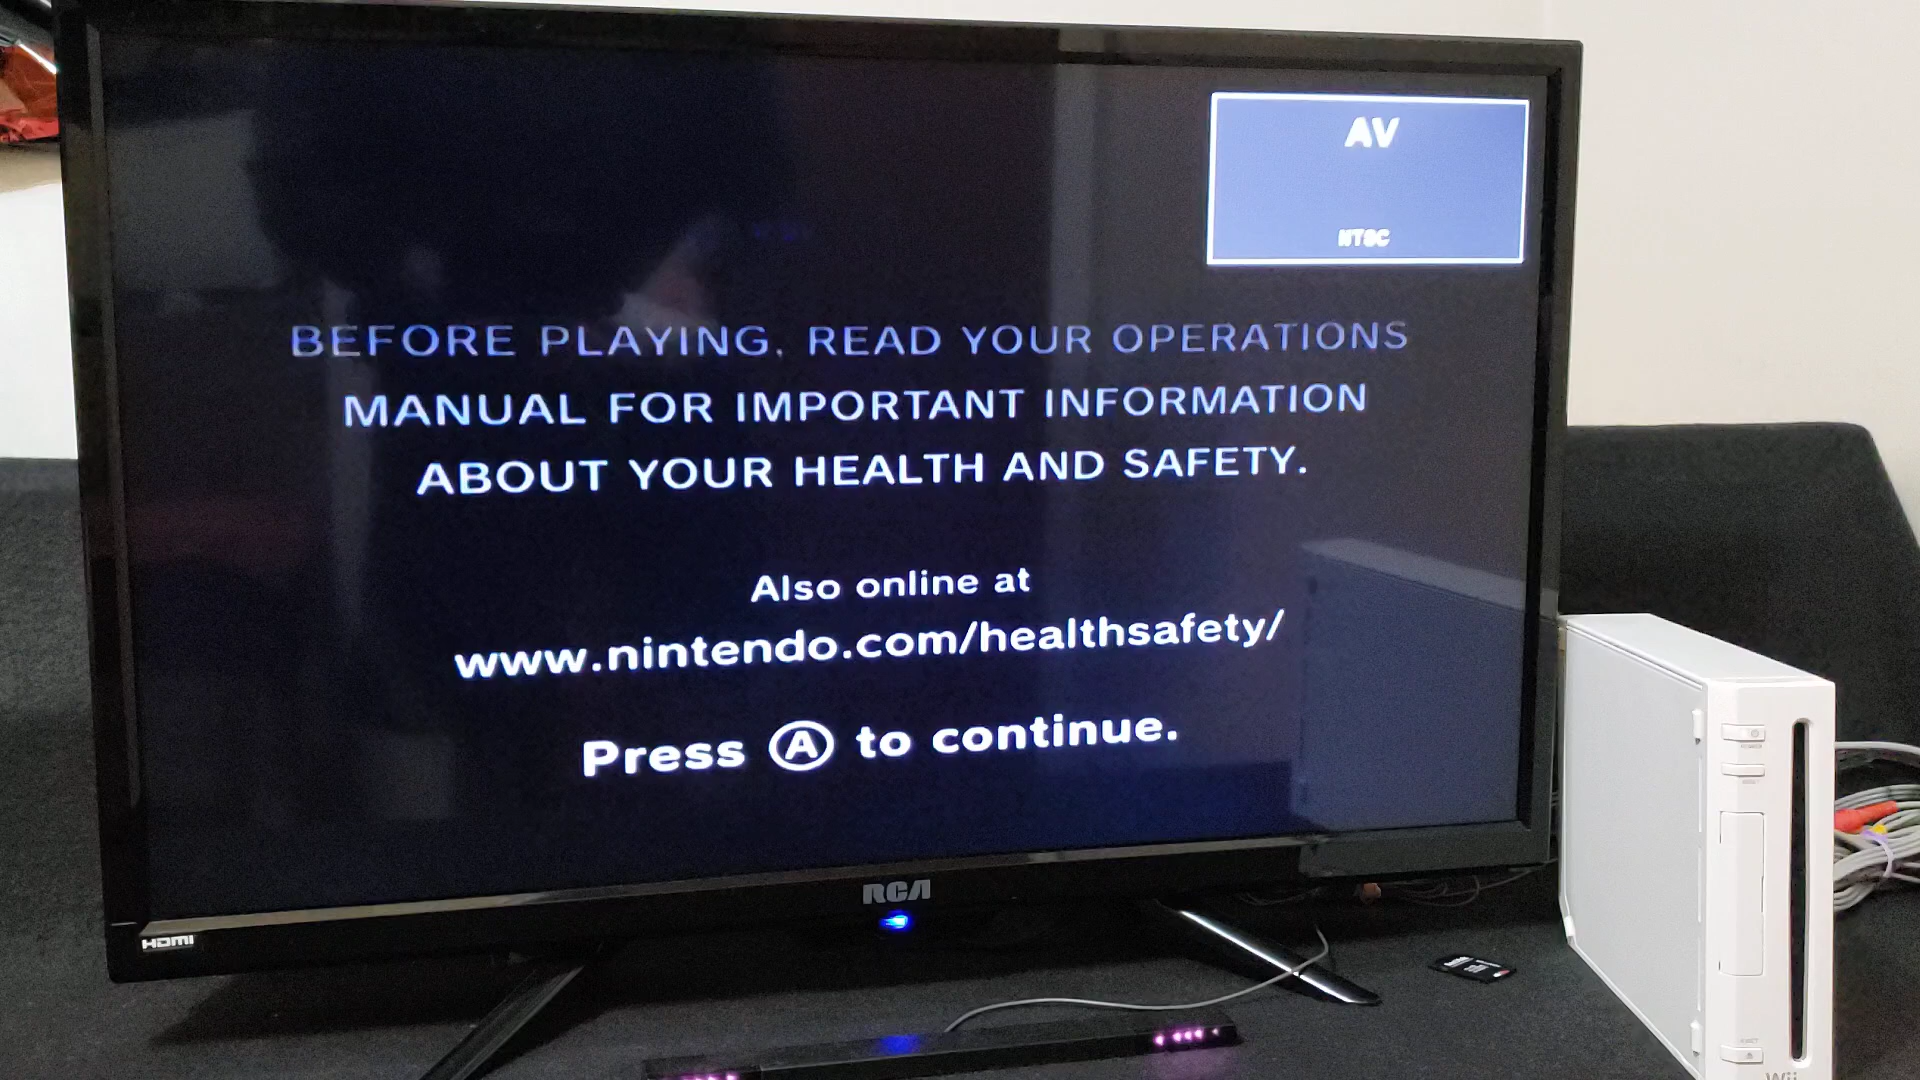 AV
NTSC
BEFORE PLAYING, READ YOUR OPERATIONS
MANUAL FOR IMPORTANT INFORMATION
ABOUT YOUR HEALTH AND SAFETY.
Also online at
www.nintendo.com/healthsafety/
Press A to continue.
RCA
HDMI
Wii